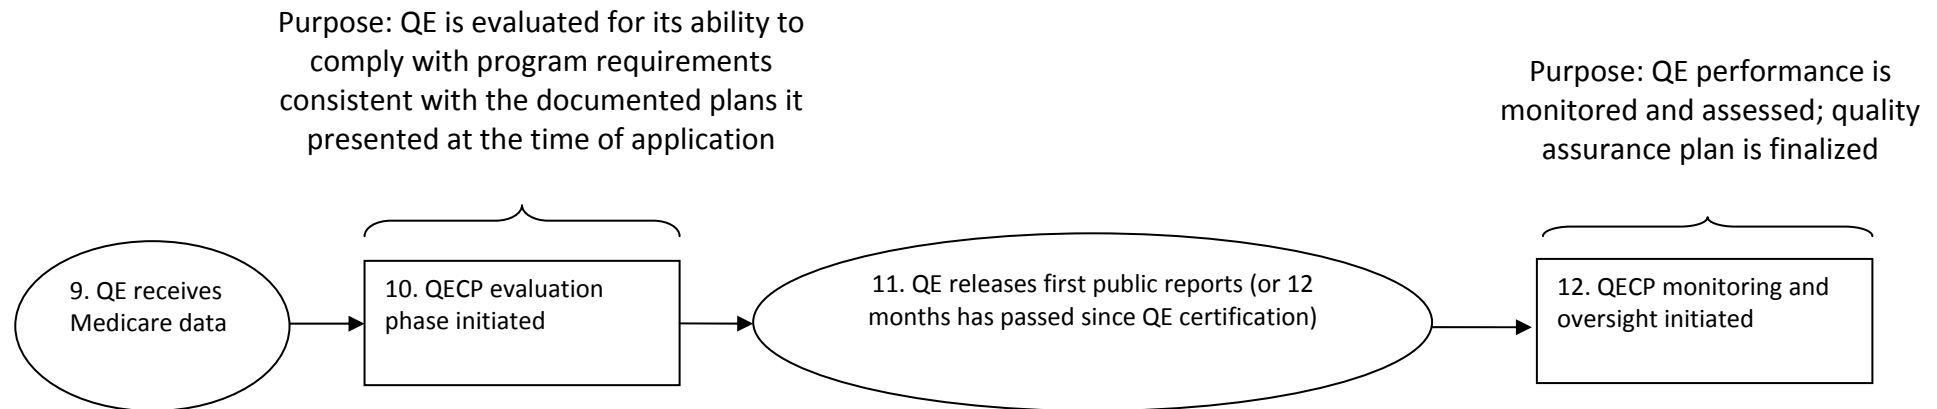 Purpose: QE is evaluated for its ability to
comply with program requirements
consistent with the documented plans it
presented at the time of application
Purpose: QE performance is
monitored and assessed; quality
assurance plan is finalized
9. QE receives
Medicare data
10. QECP evaluation
phase initiated
11. QE releases first public reports (or 12
months has passed since QE certification)
12. QECP monitoring and
oversight initiated